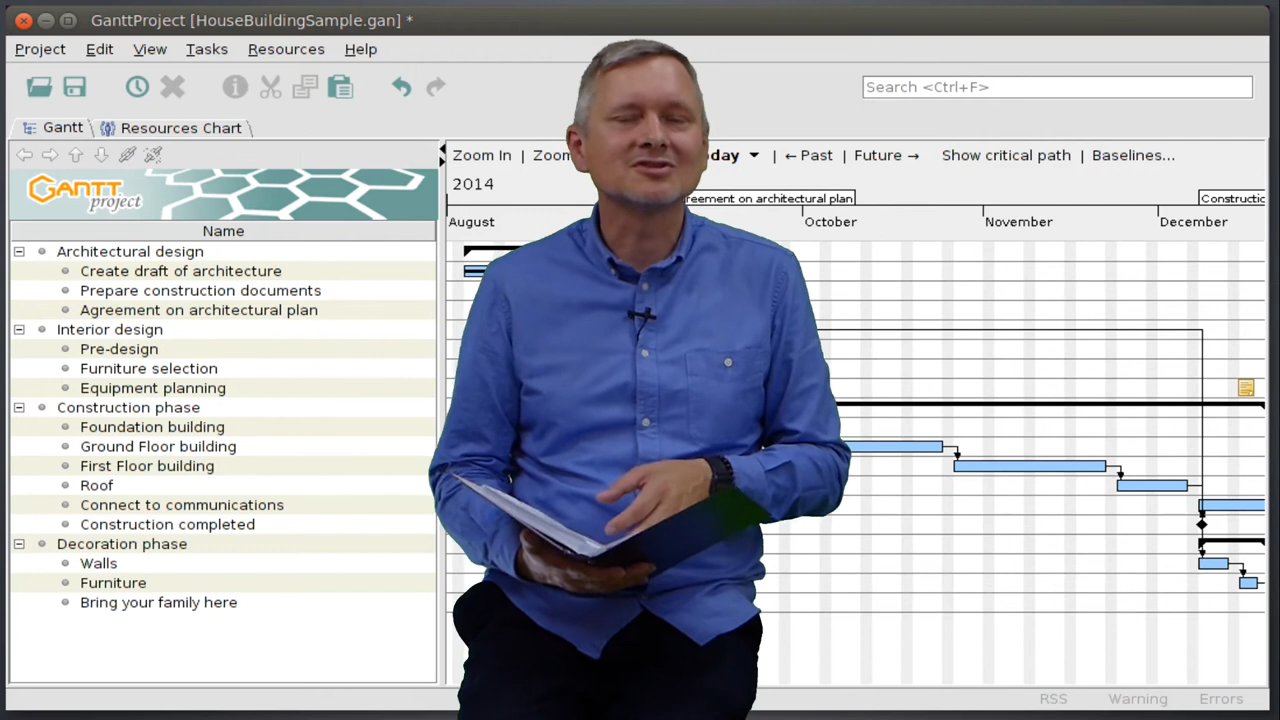 GanttProject [HouseBuildingSample.gan] *
Project Edit View Tasks Resources Help
Search <Ctrl+F>
Gantt Resources Chart
Zoom In ← Past Future → Show critical path Baselines...
GANTT project
2014
on architectural plan
August October November December
Name
Architectural design
Create draft of architecture
Prepare construction documents
Agreement on architectural plan
Interior design
Pre-design
Furniture selection
Equipment planning
Construction phase
Foundation building
Ground Floor building
First Floor building
Roof
Connect to communications
Construction completed
Decoration phase
Walls
Furniture
Bring your family here
RSS Warning Errors